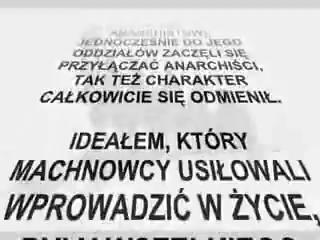 JEDNOCZEŚNIE DO JEGO
ODDZIAŁÓW ZACZĘLI SIĘ
PRZYŁĄCZAĆ ANARCHIŚCI,
TAK TEŻ CHARAKTER
CAŁKOWICIE SIĘ ODMIENIŁ.
IDEAŁEM, KTÓRY
MACHNOWCY USIŁOWALI
WPROWADZIĆ W ŻYCIE,